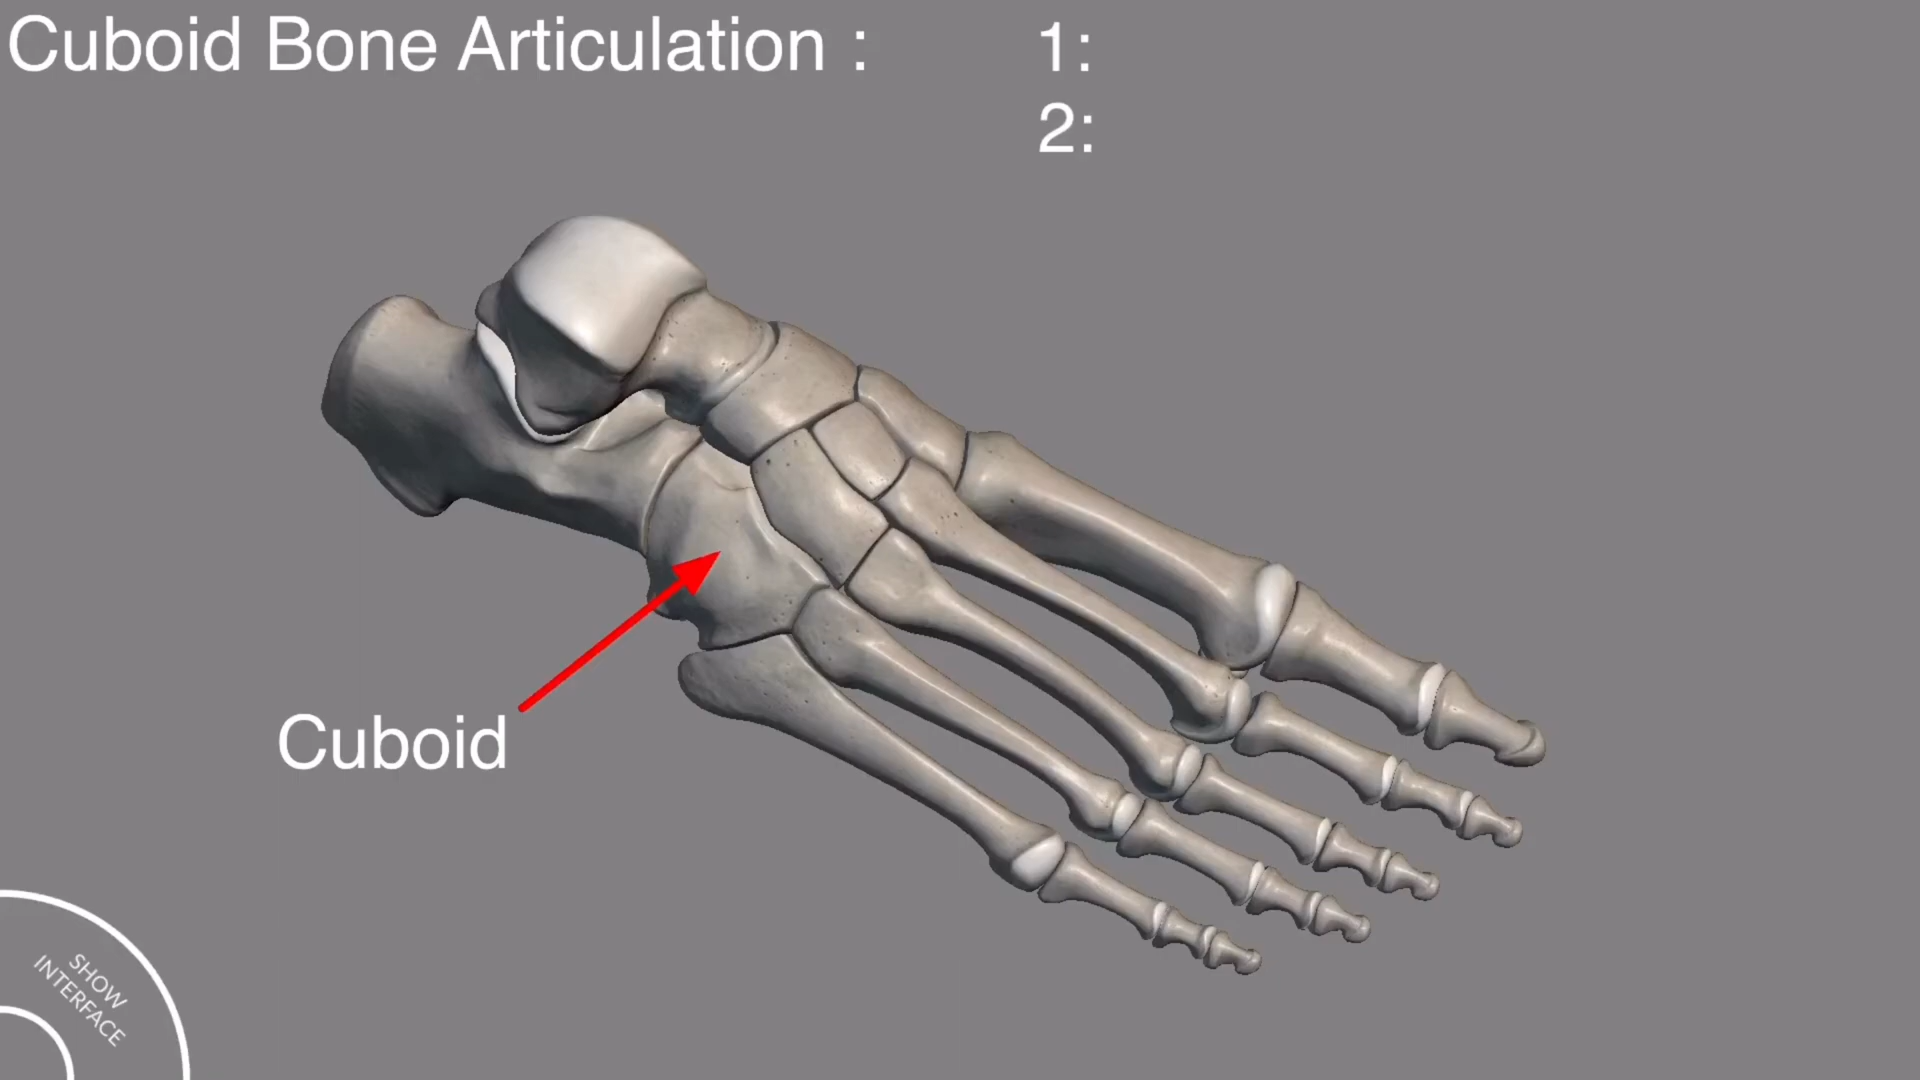 Cuboid Bone Articulation : 1:
2:
Cuboid
SHOW
INTERFACE